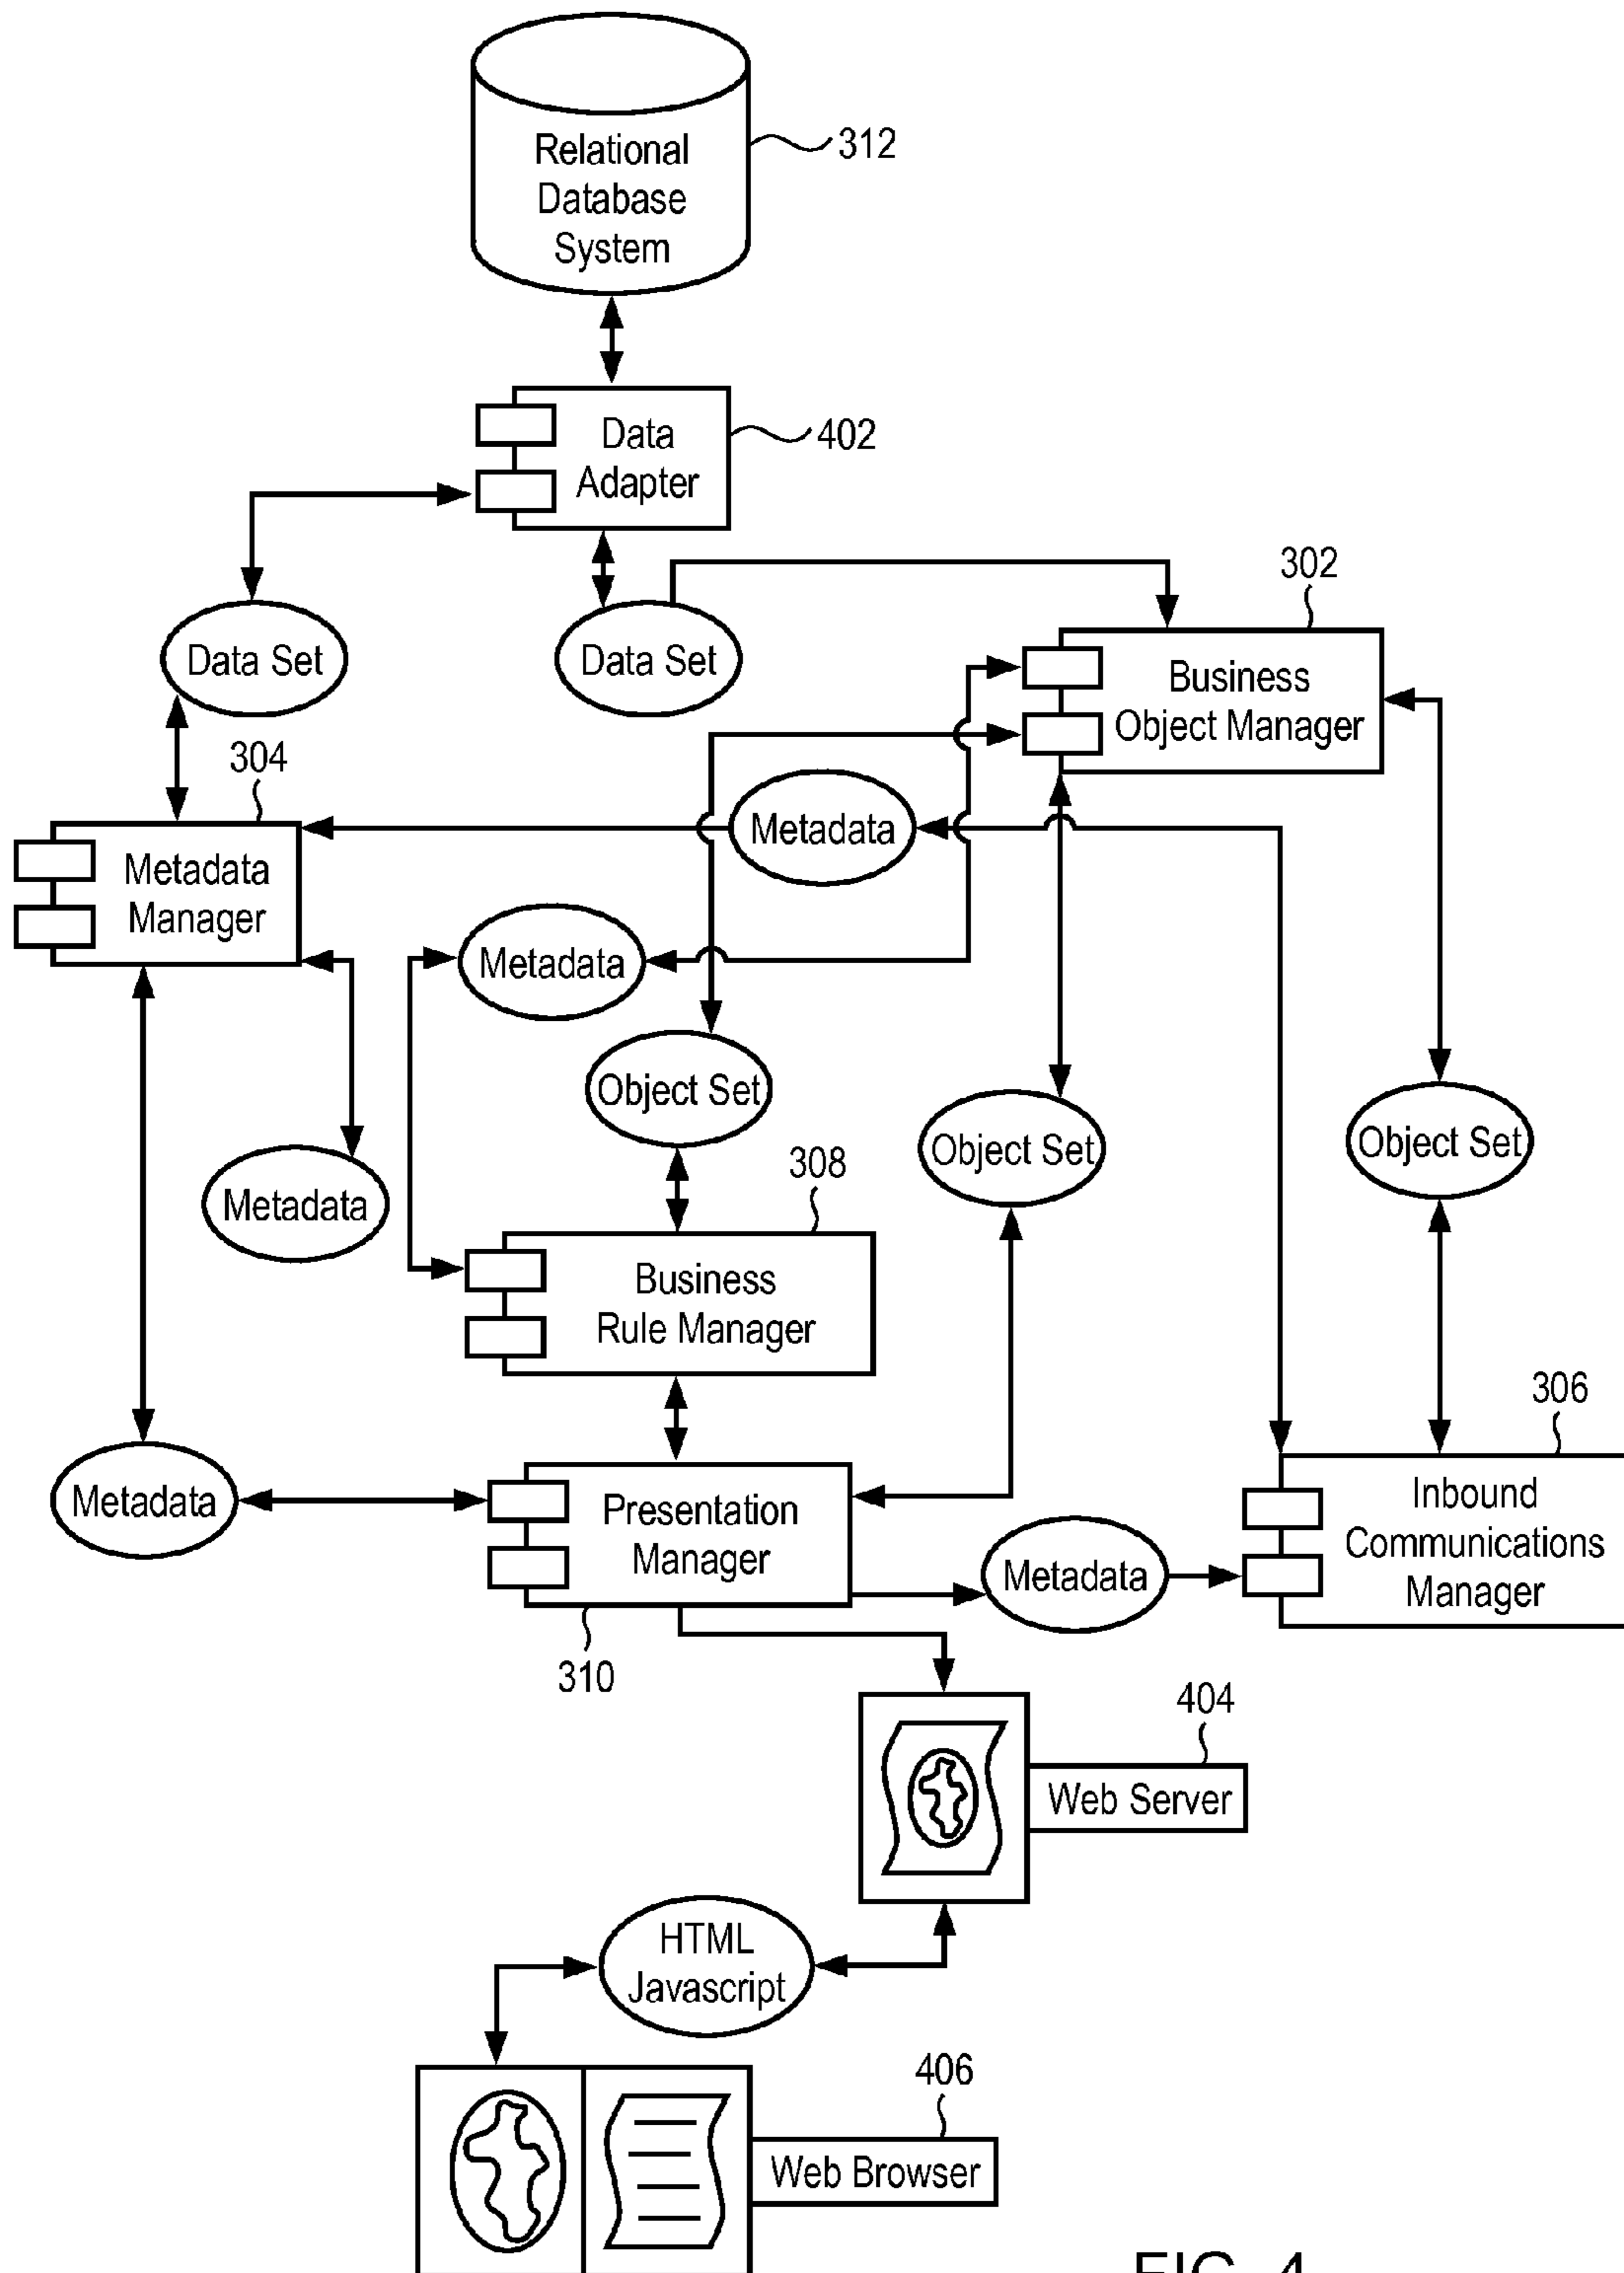 Relational
Database
System
312
Data
Adapter
402
302
Data Set
Data Set
Business
Object Manager
304
Metadata
Metadata
Manager
Metadata
Object Set
Object Set
Object Set
Metadata
308
Business
Rule Manager
306
Metadata
Presentation
Manager
Metadata
Inbound
Communications
Manager
310
404
Web Server
HTML
Javascript
406
Web Browser
FIG. 4